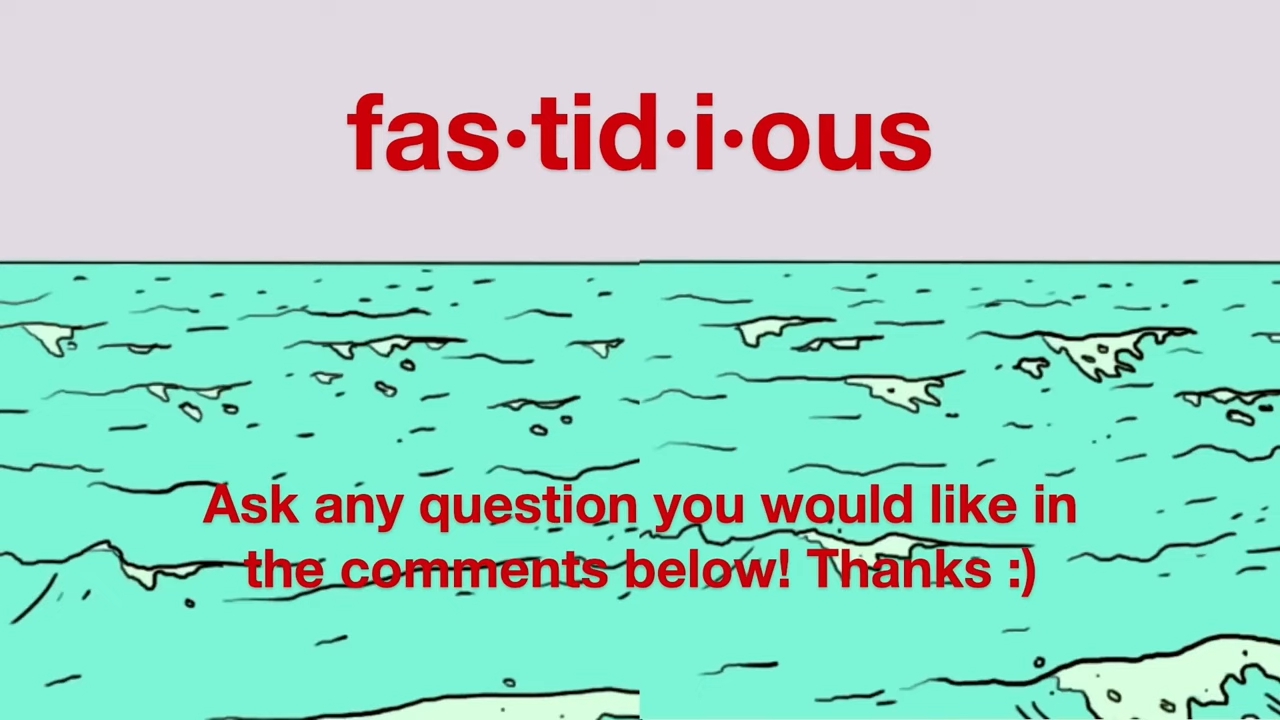 fas·tid·i·ous
Ask any question you would like in
the comments below! Thanks :)